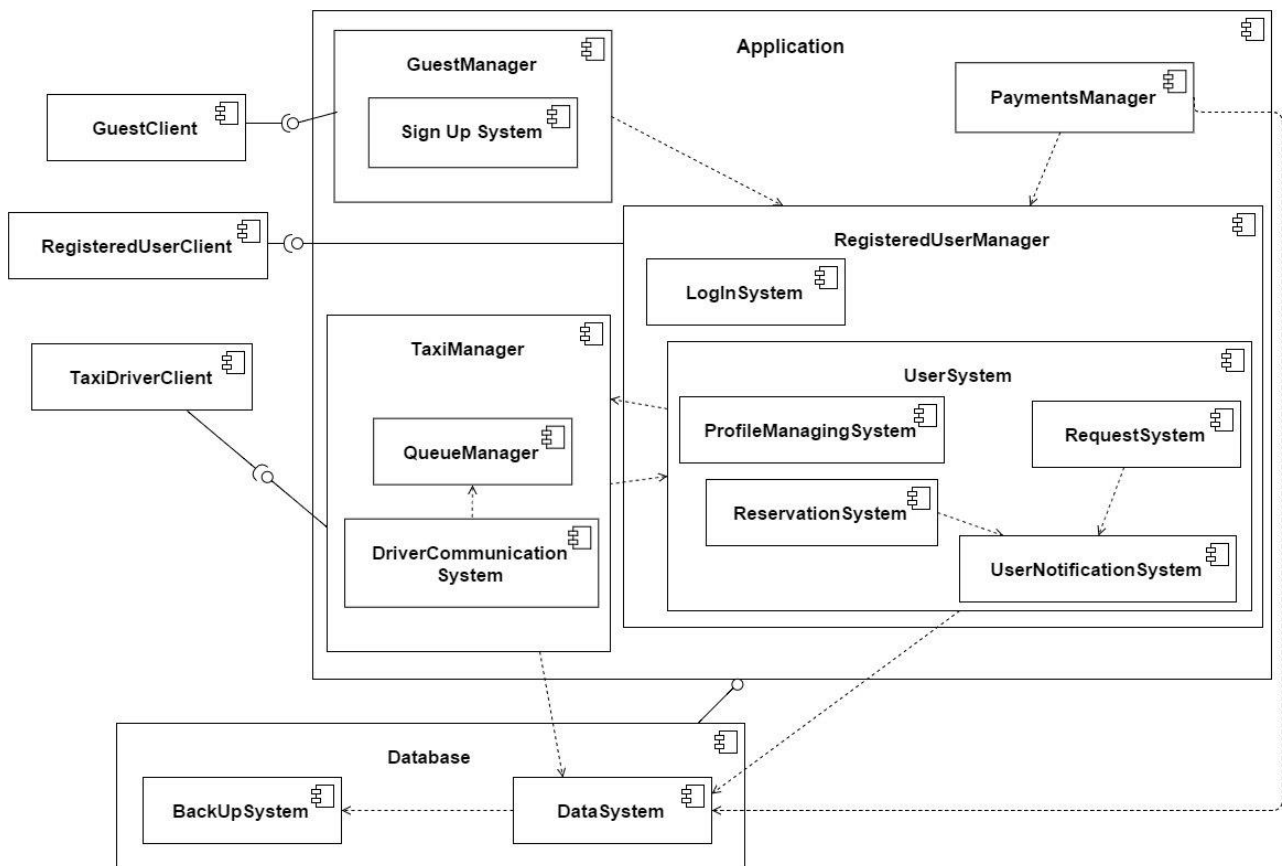 Application
GuestManager
PaymentsManager
GuestClient
Sign Up System
RegisteredUserClient
RegisteredUserManager
LogInSystem
TaxiManager
TaxiDriverClient
UserSystem
ProfileManagingSystem
RequestSystem
QueueManager
ReservationSystem
DriverCommunication
System
UserNotificationSystem
Database
BackUpSystem
DataSystem